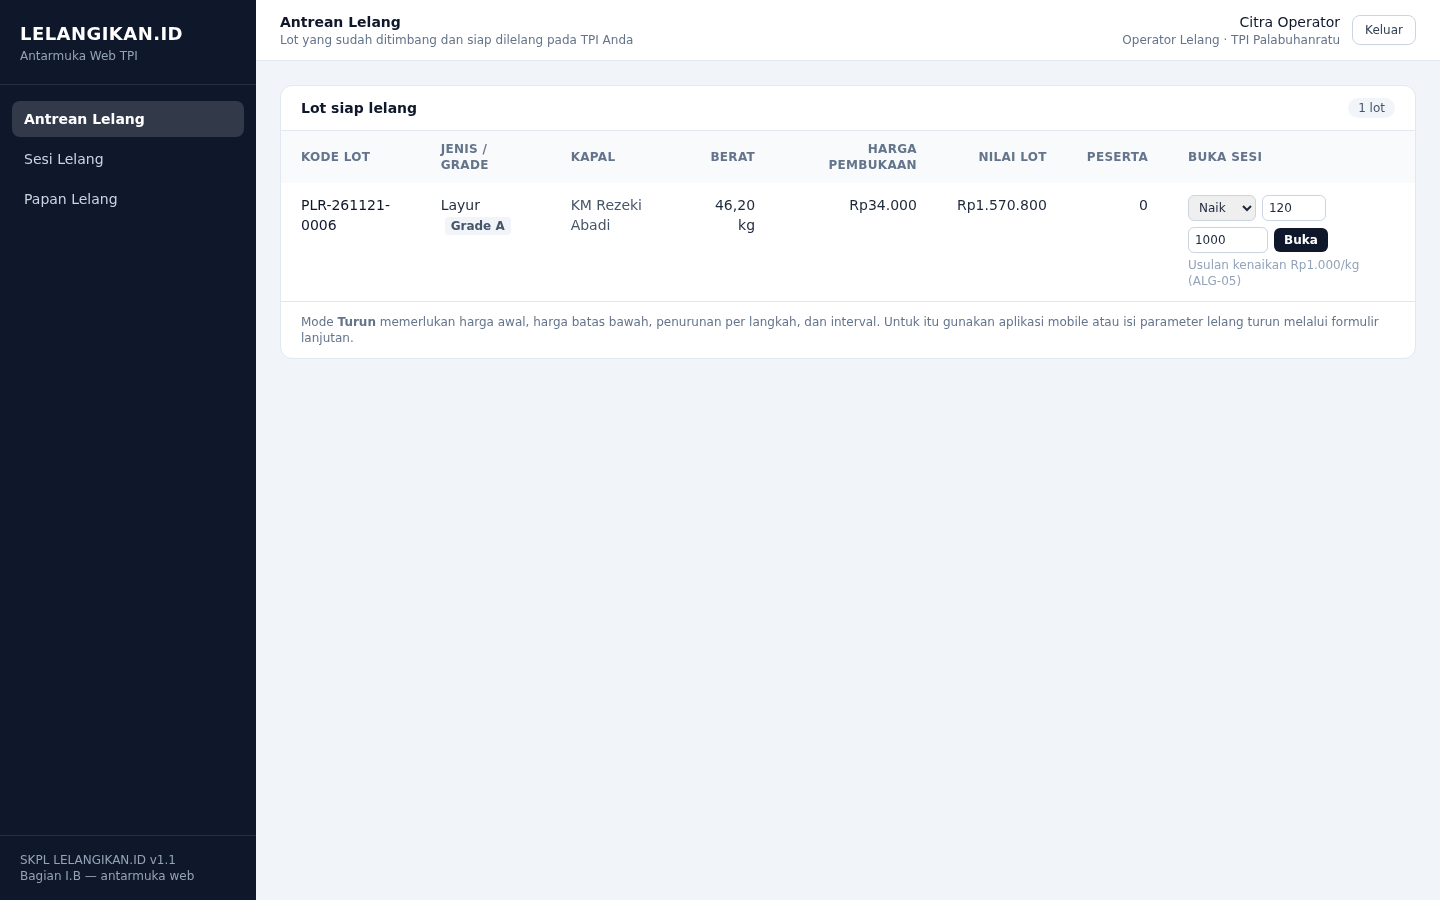 LELANGIKAN.ID
Antarmuka Web TPI
Antrean Lelang
Sesi Lelang
Papan Lelang
SKPL LELANGIKAN.ID v1.1
Bagian I.B — antarmuka web
Antrean Lelang
Lot yang sudah ditimbang dan siap dilelang pada TPI Anda
Citra Operator
Operator Lelang · TPI Palabuhanratu
Keluar
Lot siap lelang
1 lot
KODE LOT
JENIS /
GRADE
KAPAL
BERAT
HARGA
PEMBUKAAN
NILAI LOT
PESERTA
BUKA SESI
PLR-261121-
0006
Layur
Grade A
KM Rezeki
Abadi
46,20
kg
Rp34.000
Rp1.570.800
0
Naik
120
1000
Buka
Usulan kenaikan Rp1.000/kg
(ALG-05)
Mode Turun memerlukan harga awal, harga batas bawah, penurunan per langkah, dan interval. Untuk itu gunakan aplikasi mobile atau isi parameter lelang turun melalui formulir
lanjutan.